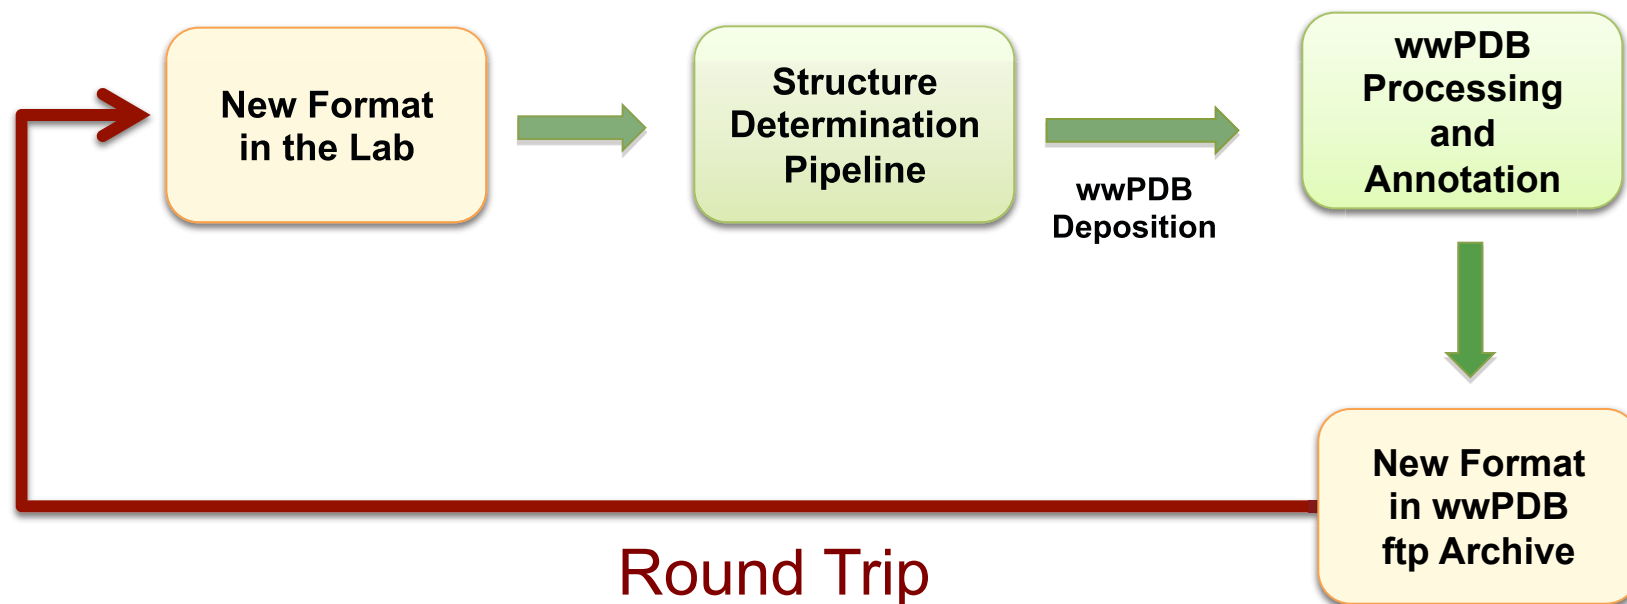 New Format
in the Lab
Structure
Determination
Pipeline
wwPDB
Deposition
wwPDB
Processing
and
Annotation
New Format
in wwPDB
ftp Archive
Round Trip